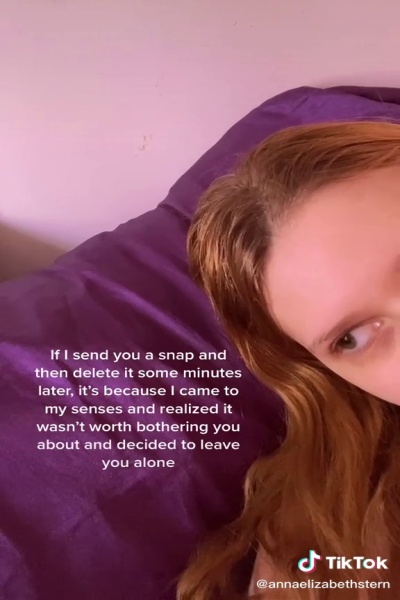 If I send you a snap and
then delete it some minutes
later, it's because I came to
my senses and realized it
wasn't worth bothering you
about and decided to leave
you alone
TikTok
@annaelizabethstern